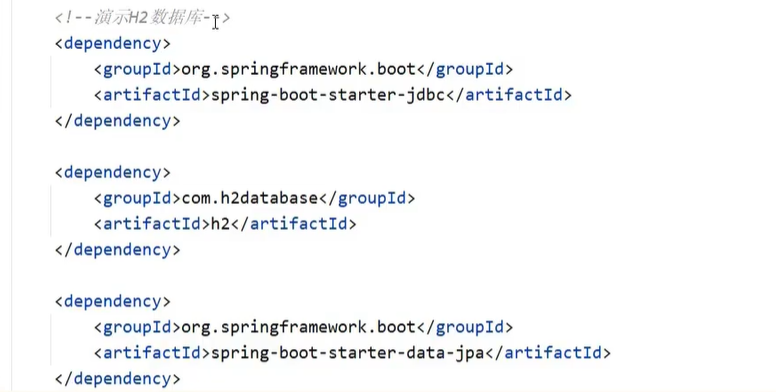 <!--演示H2数据库-->
<dependency>
<groupId>org.springframework.boot</groupId>
<artifactId>spring-boot-starter-jdbc</artifactId>
</dependency>
<dependency>
<groupId>com.h2database</groupId>
<artifactId>h2</artifactId>
</dependency>
<dependency>
<groupId>org.springframework.boot</groupId>
<artifactId>spring-boot-starter-data-jpa</artifactId>
</dependency>